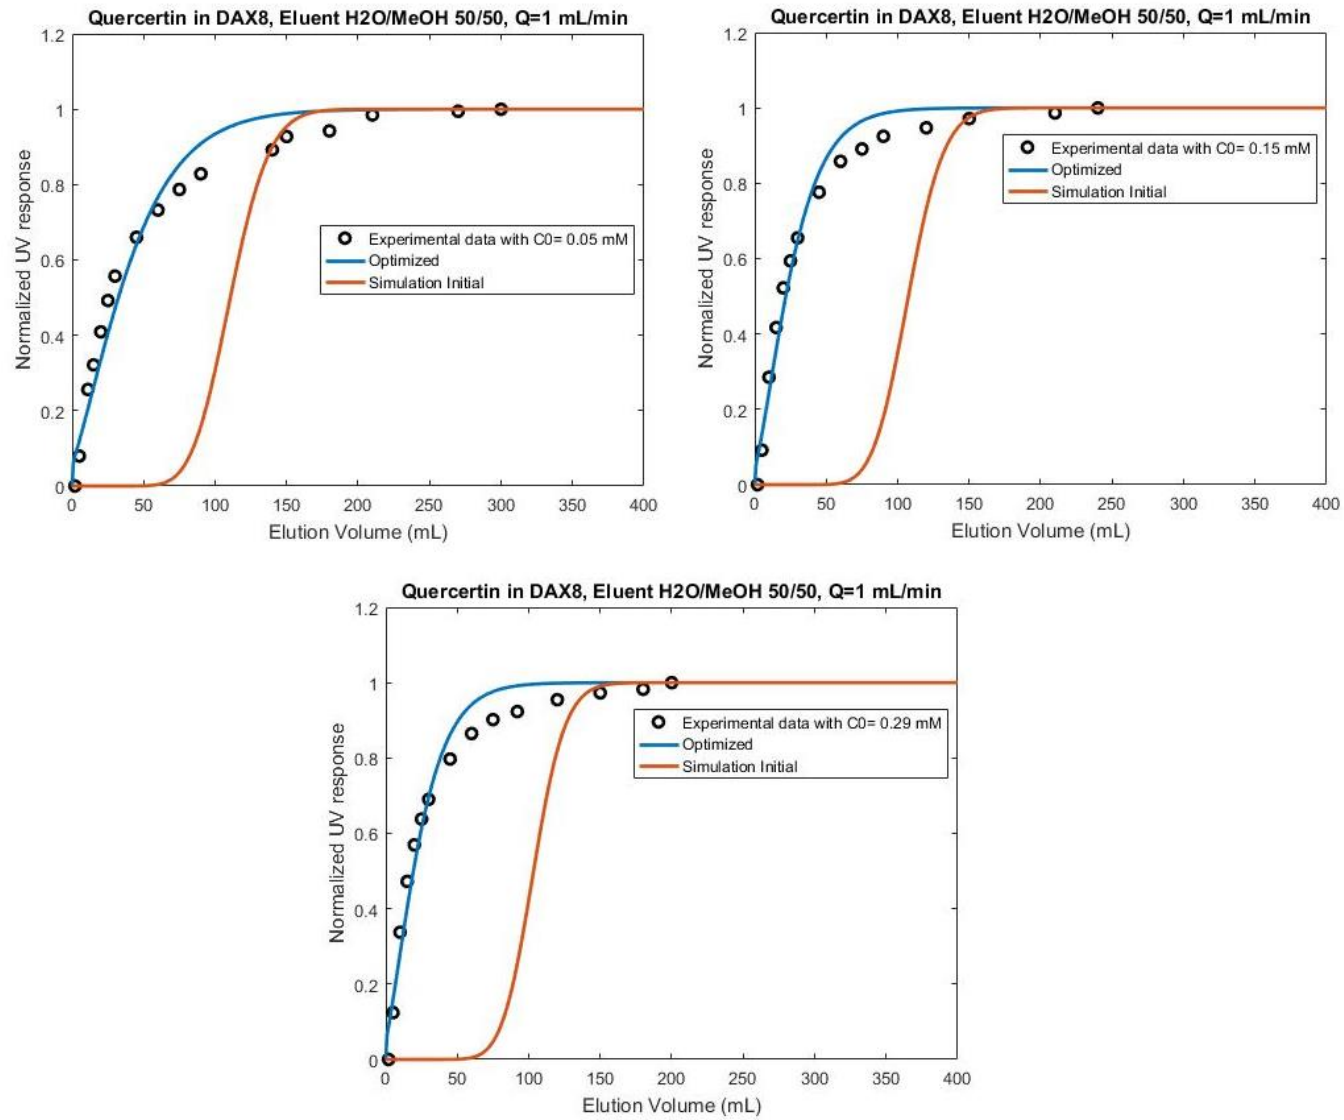 Quercertin in DAX8, Eluent H2O/MeOH 50/50, Q=1 mL/min
1.2
1
0.8
0.6
0.4
0.2
0
Normalized UV response
Experimental data with C0= 0.05 mM
Optimized
Simulation Initial
0 50 100 150 200 250 300 350 400
Elution Volume (mL)
Quercertin in DAX8, Eluent H2O/MeOH 50/50, Q=1 mL/min
1.2
1
0.8
0.6
0.4
0.2
0
Normalized UV response
Experimental data with C0= 0.15 mM
Optimized
Simulation Initial
0 50 100 150 200 250 300 350 400
Elution Volume (mL)
Quercertin in DAX8, Eluent H2O/MeOH 50/50, Q=1 mL/min
1.2
1
0.8
0.6
0.4
0.2
0
Normalized UV response
Experimental data with C0= 0.29 mM
Optimized
Simulation Initial
0 50 100 150 200 250 300 350 400
Elution Volume (mL)